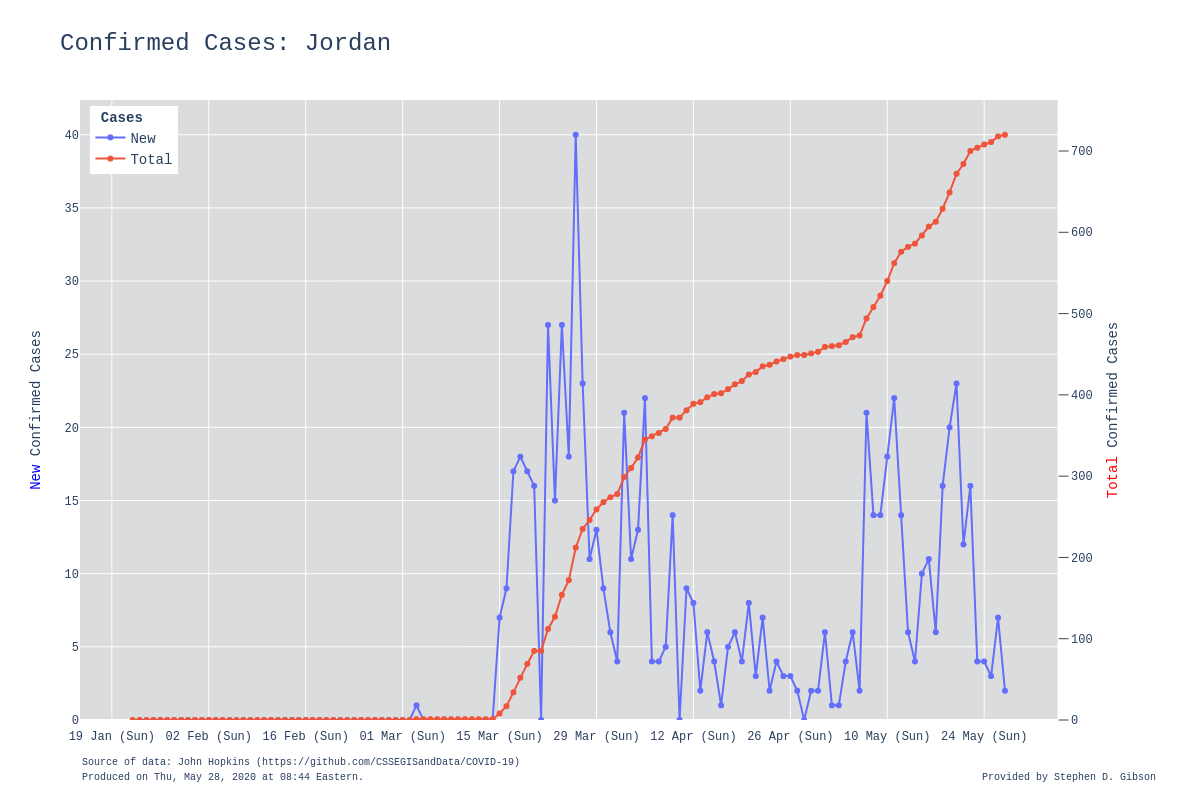 Confirmed Cases: Jordan
Cases
New
Total
40
35
30
25
20
15
10
5
0
New Confirmed Cases
700
600
500
400
300
200
100
0
Total Confirmed Cases
19 Jan (Sun) 02 Feb (Sun) 16 Feb (Sun) 01 Mar (Sun) 15 Mar (Sun) 29 Mar (Sun) 12 Apr (Sun) 26 Apr (Sun) 10 May (Sun) 24 May (Sun)
Source of data: John Hopkins (https://github.com/CSSEGISandData/COVID-19)
Produced on Thu, May 28, 2020 at 08:44 Eastern.
Provided by Stephen D. Gibson